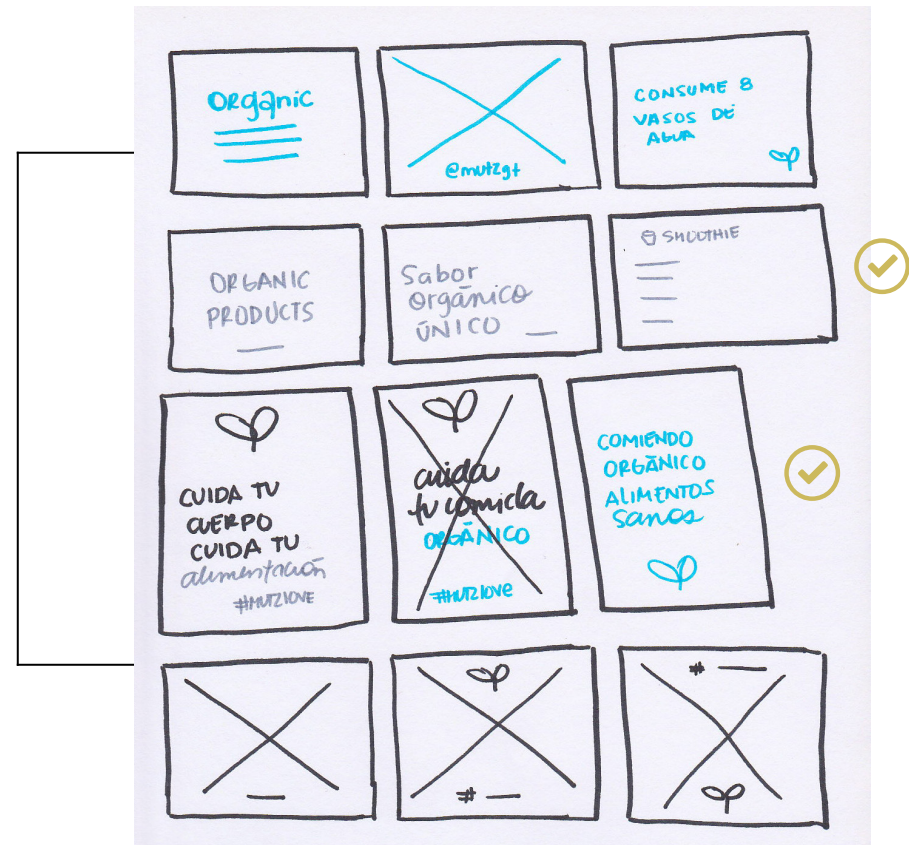 ORganic
@mutzgt
CONSUME 8
VASOS DE
AGUA
ORGANIC
PRODUCTS
Sabor
orgánico
ÚNICO
SMOOTHIE
CUIDA TU
CUERPO
CUIDA TU
alimentación
#MUTZLOVE
cuida
tu comida
ORGÁNICO
#MUTZLOVE
COMIENDO
ORGÁNICO
ALIMENTOS
sanos
#
#